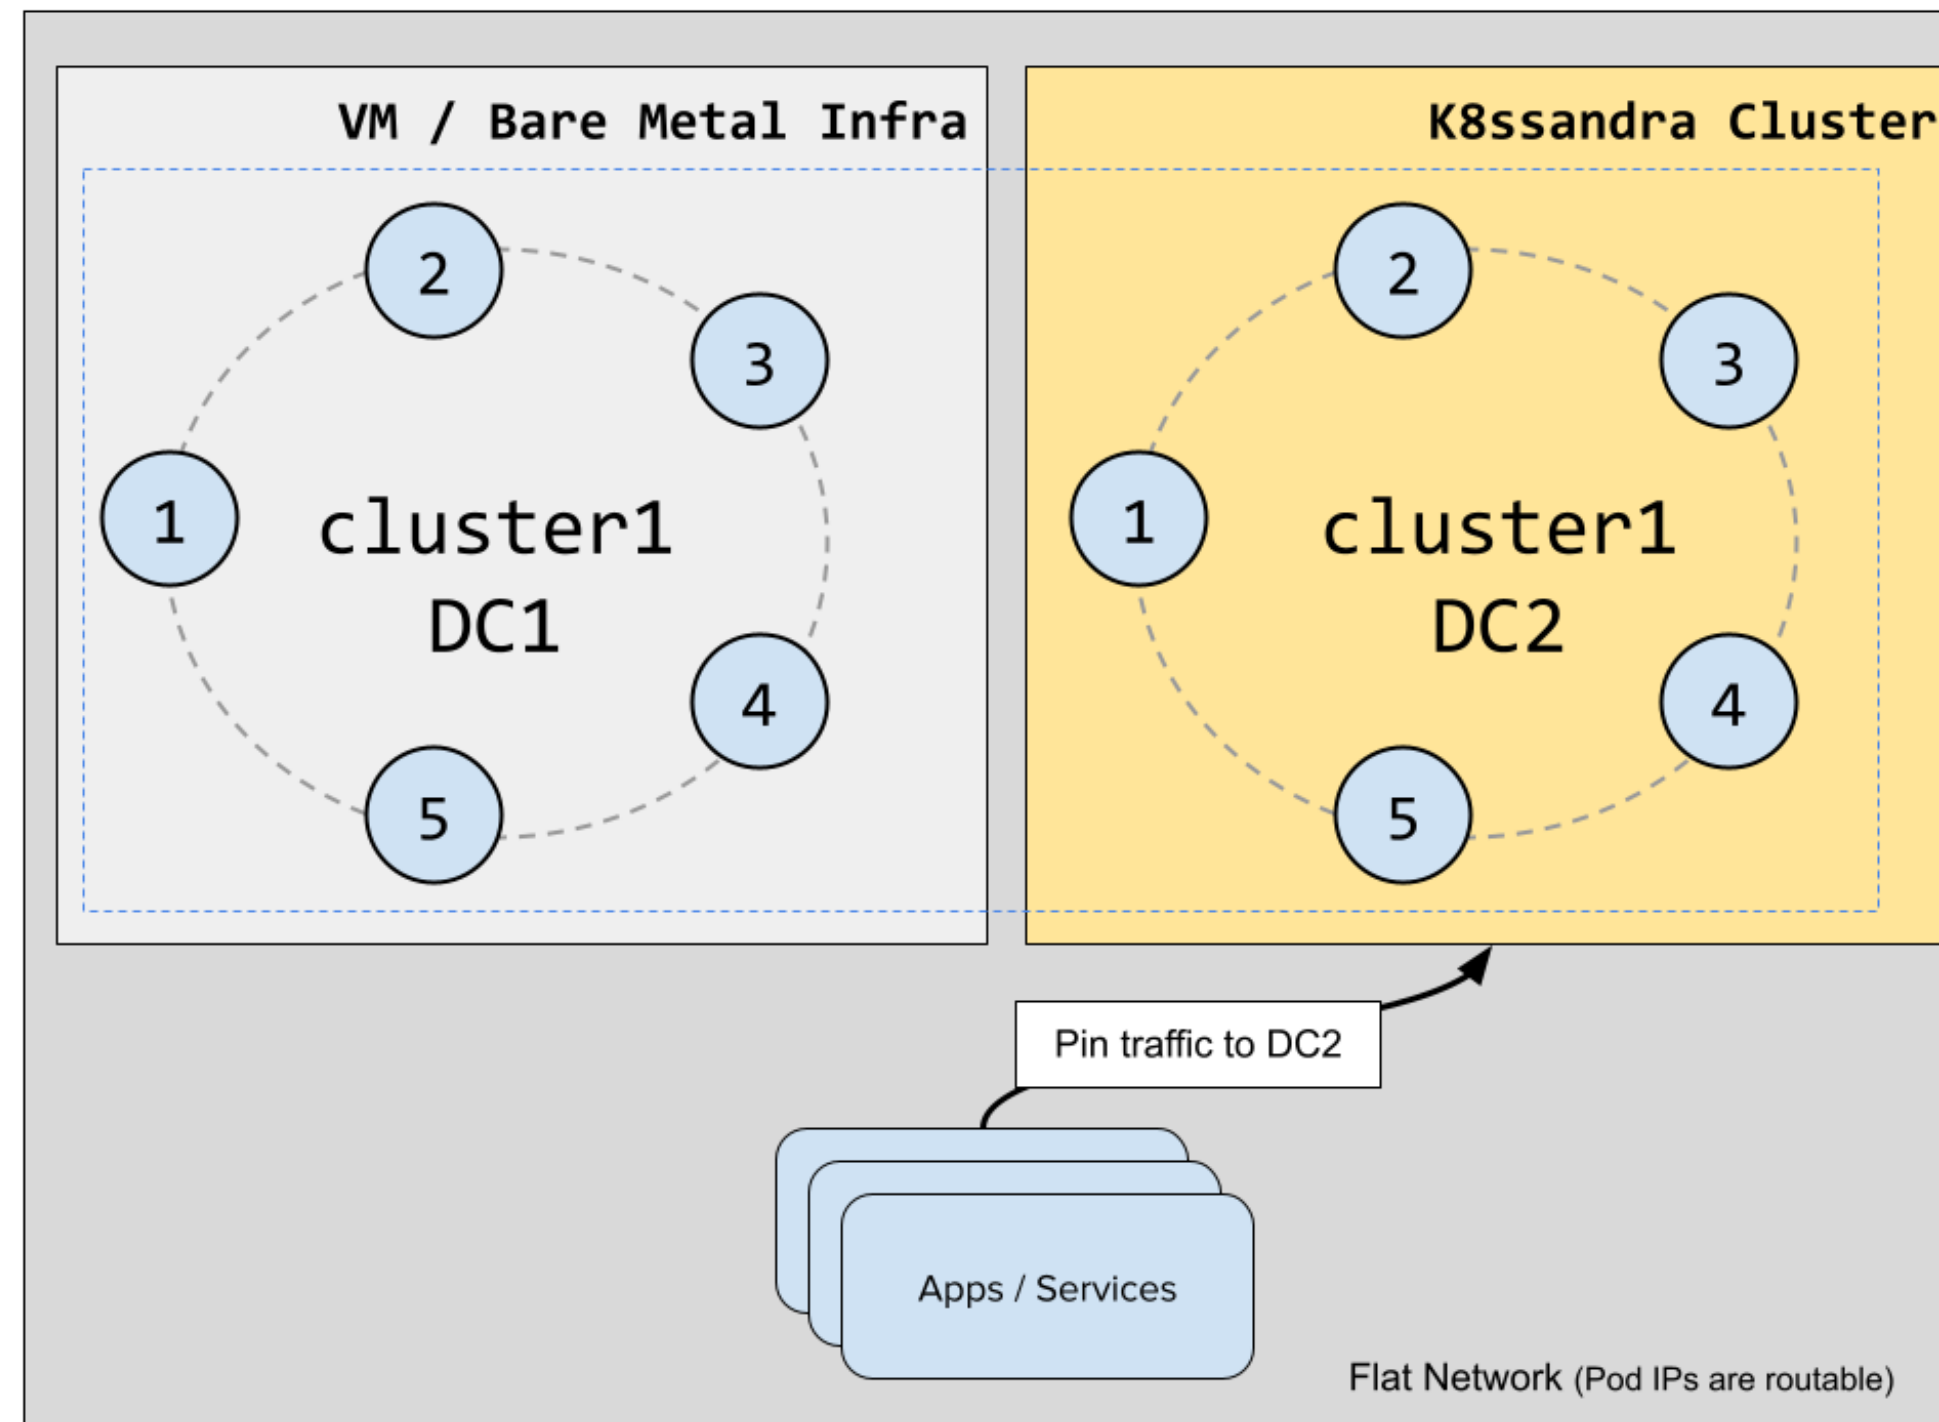 VM / Bare Metal Infra
2
3
1
cluster1
DC1
4
5
K8ssandra Cluster
2
3
1
cluster1
DC2
4
5
Pin traffic to DC2
Apps / Services
Flat Network (Pod IPs are routable)